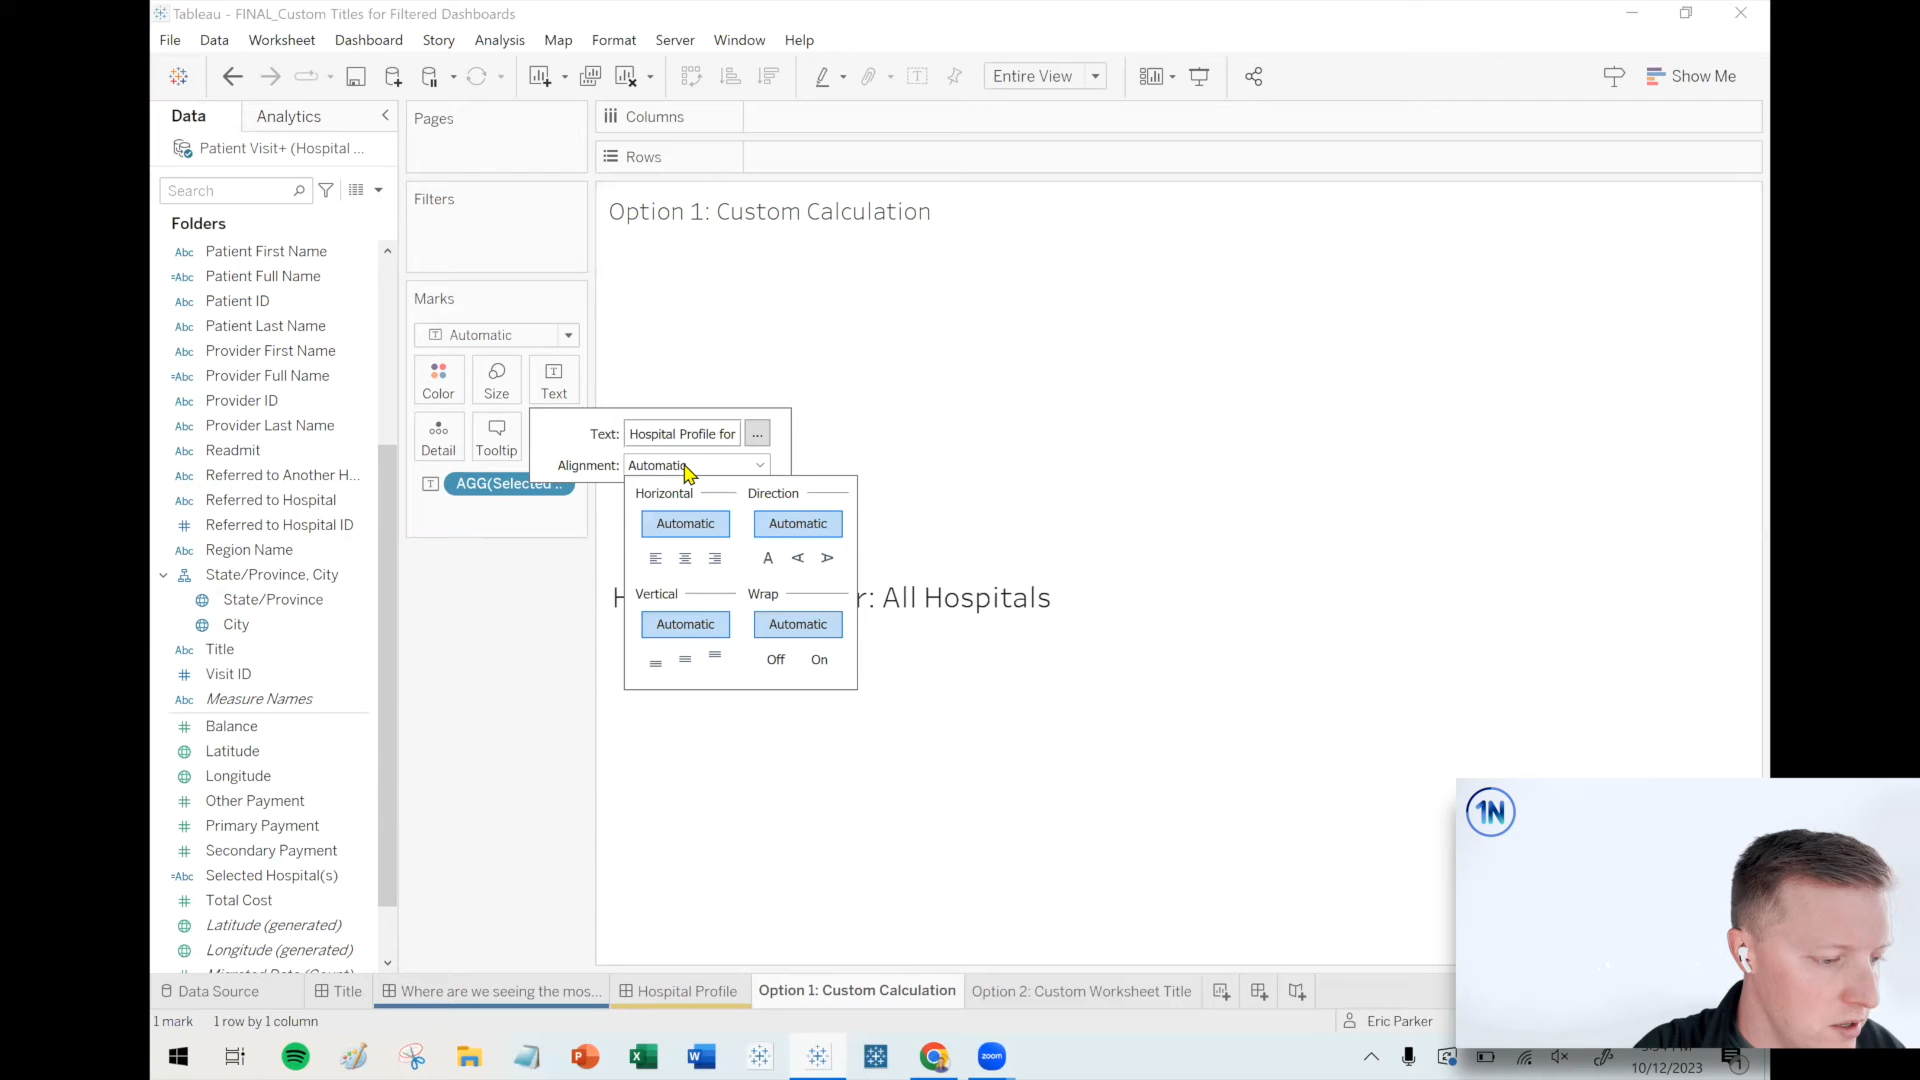 Tableau - FINAL_Custom Titles for Filtered Dashboards
File Data Worksheet Dashboard Story Analysis Map Format Server Window Help
Entire View
Show Me
Data Analytics
Patient Visit+ (Hospital ...
Search
Folders
Abc Patient First Name
=Abc Patient Full Name
Abc Patient ID
Abc Patient Last Name
Abc Provider First Name
=Abc Provider Full Name
Abc Provider ID
Abc Provider Last Name
Abc Readmit
Abc Referred to Another H...
Abc Referred to Hospital
# Referred to Hospital ID
Abc Region Name
State/Province, City
State/Province
City
Abc Title
# Visit ID
Abc Measure Names
# Balance
Latitude
Longitude
# Other Payment
# Primary Payment
# Secondary Payment
=Abc Selected Hospital(s)
# Total Cost
Latitude (generated)
Longitude (generated)
Pages
Filters
Marks
T Automatic
Color Size Text
Detail Tooltip
T AGG(Selected ..
Columns
Rows
Option 1: Custom Calculation
Text: Hospital Profile for ...
Alignment: Automatic
Horizontal Direction
Automatic Automatic
A A A
Vertical Wrap
Automatic Automatic
Off On
r: All Hospitals
1N
Data Source Title Where are we seeing the mos... Hospital Profile Option 1: Custom Calculation Option 2: Custom Worksheet Title
1 mark 1 row by 1 column
Eric Parker
zoom
10/12/2023
1